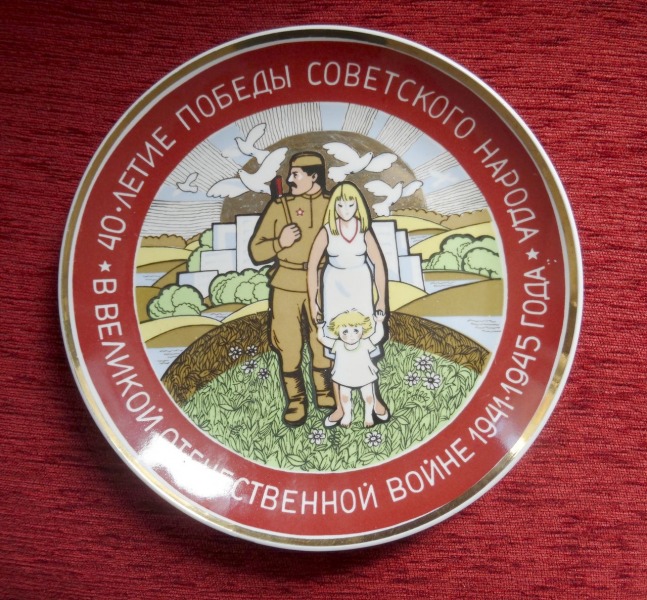 40-ЛЕТИЕ ПОБЕДЫ СОВЕТСКОГО НАРОДА
★ В ВЕЛИКОЙ ОТЕЧЕСТВЕННОЙ ВОЙНЕ 1941-1945 ГОДА ★